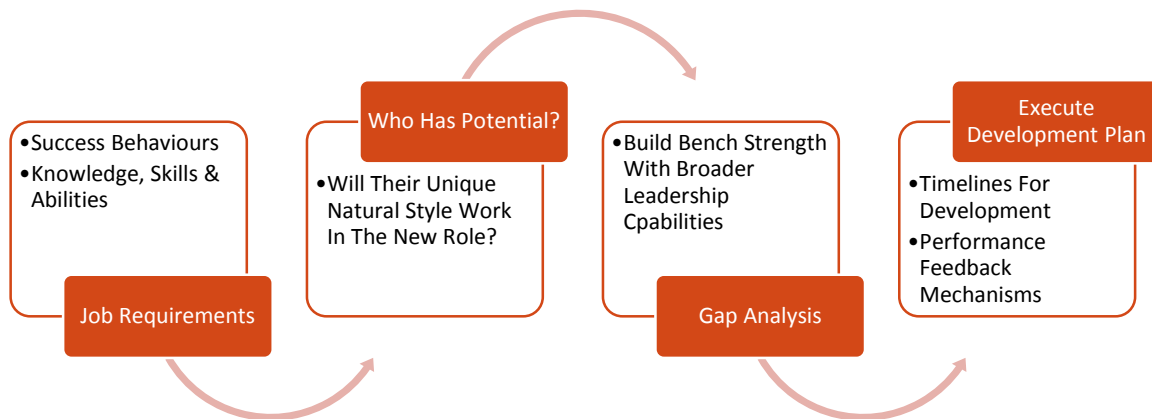 •Success Behaviours
•Knowledge, Skills &
Abilities
Job Requirements
Who Has Potential?
•Will Their Unique
Natural Style Work
In The New Role?
•Build Bench Strength
With Broader
Leadership
Cpabilities
Gap Analysis
Execute
Development Plan
•Timelines For
Development
•Performance
Feedback
Mechanisms